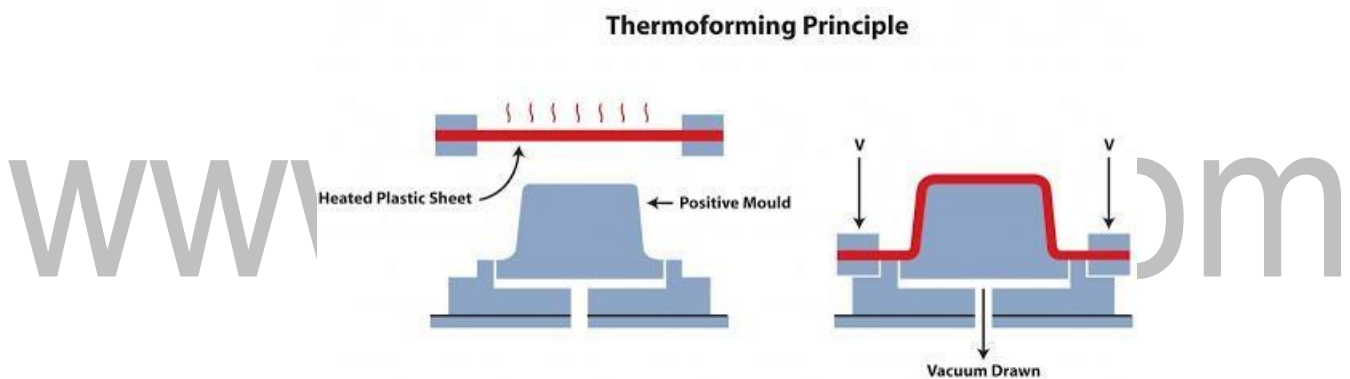 Thermoforming Principle
Heated Plastic Sheet
Positive Mould
V
V
Vacuum Drawn